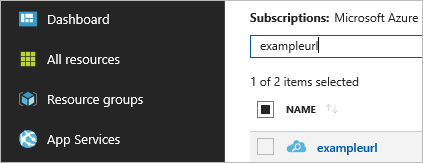 Dashboard
All resources
Resource groups
App Services
Subscriptions: Microsoft Azure
exampleurl
1 of 2 items selected
NAME
exampleurl